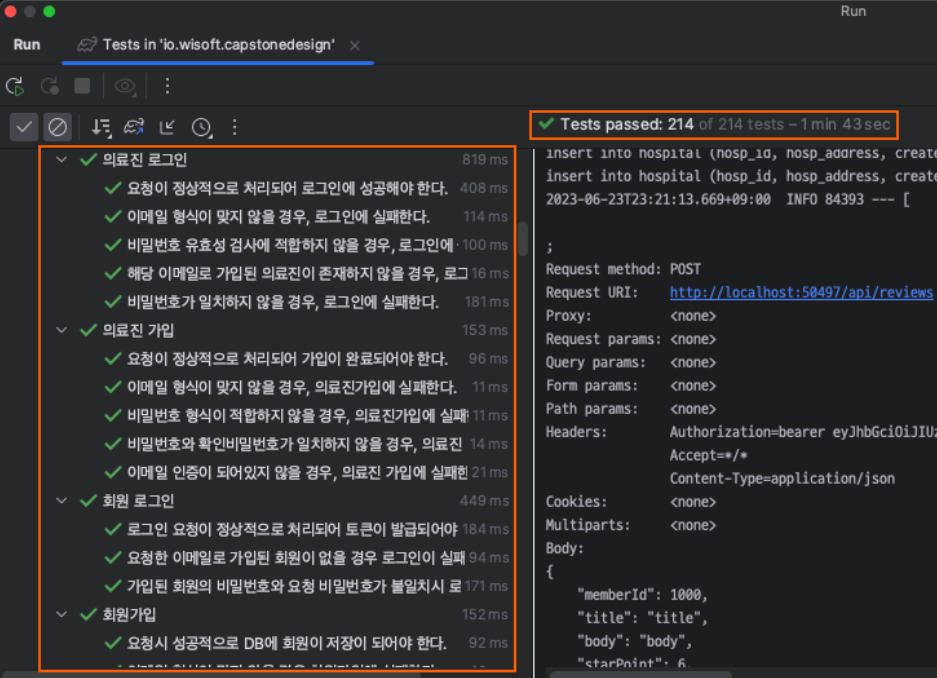 Run
Run
Tests in 'io.wisoft.capstonedesign'
Tests passed: 214 of 214 tests – 1 min 43 sec
의료진 로그인 819 ms
요청이 정상적으로 처리되어 로그인에 성공해야 한다. 408 ms
이메일 형식이 맞지 않을 경우, 로그인에 실패한다. 114 ms
비밀번호 유효성 검사에 적합하지 않을 경우, 로그인에 100 ms
해당 이메일로 가입된 의료진이 존재하지 않을 경우, 로그 16 ms
비밀번호가 일치하지 않을 경우, 로그인에 실패한다. 181 ms
의료진 가입 153 ms
요청이 정상적으로 처리되어 가입이 완료되어야 한다. 96 ms
이메일 형식이 맞지 않을 경우, 의료진가입에 실패한다. 11 ms
비밀번호 형식이 적합하지 않을 경우, 의료진가입에 실패 11 ms
비밀번호와 확인비밀번호가 일치하지 않을 경우, 의료진 14 ms
이메일 인증이 되어있지 않을 경우, 의료진 가입에 실패한 21 ms
회원 로그인 449 ms
로그인 요청이 정상적으로 처리되어 토큰이 발급되어야 184 ms
요청한 이메일로 가입된 회원이 없을 경우 로그인이 실패 94 ms
가입된 회원의 비밀번호와 요청 비밀번호가 불일치시 로 171 ms
회원가입 152 ms
요청시 성공적으로 DB에 회원이 저장이 되어야 한다. 92 ms
insert into hospital (hosp_id, hosp_address, create
insert into hospital (hosp_id, hosp_address, create
2023-06-23T23:21:13.669+09:00 INFO 84393 --- [
;
Request method: POST
Request URI: http://localhost:50497/api/reviews
Proxy: <none>
Request params: <none>
Query params: <none>
Form params: <none>
Path params: <none>
Headers: Authorization=bearer eyJhbGciOiJIUz
Accept=*/*
Content-Type=application/json
Cookies: <none>
Multiparts: <none>
Body:
{
"memberId": 1000,
"title": "title",
"body": "body",
"starPoint": 6,